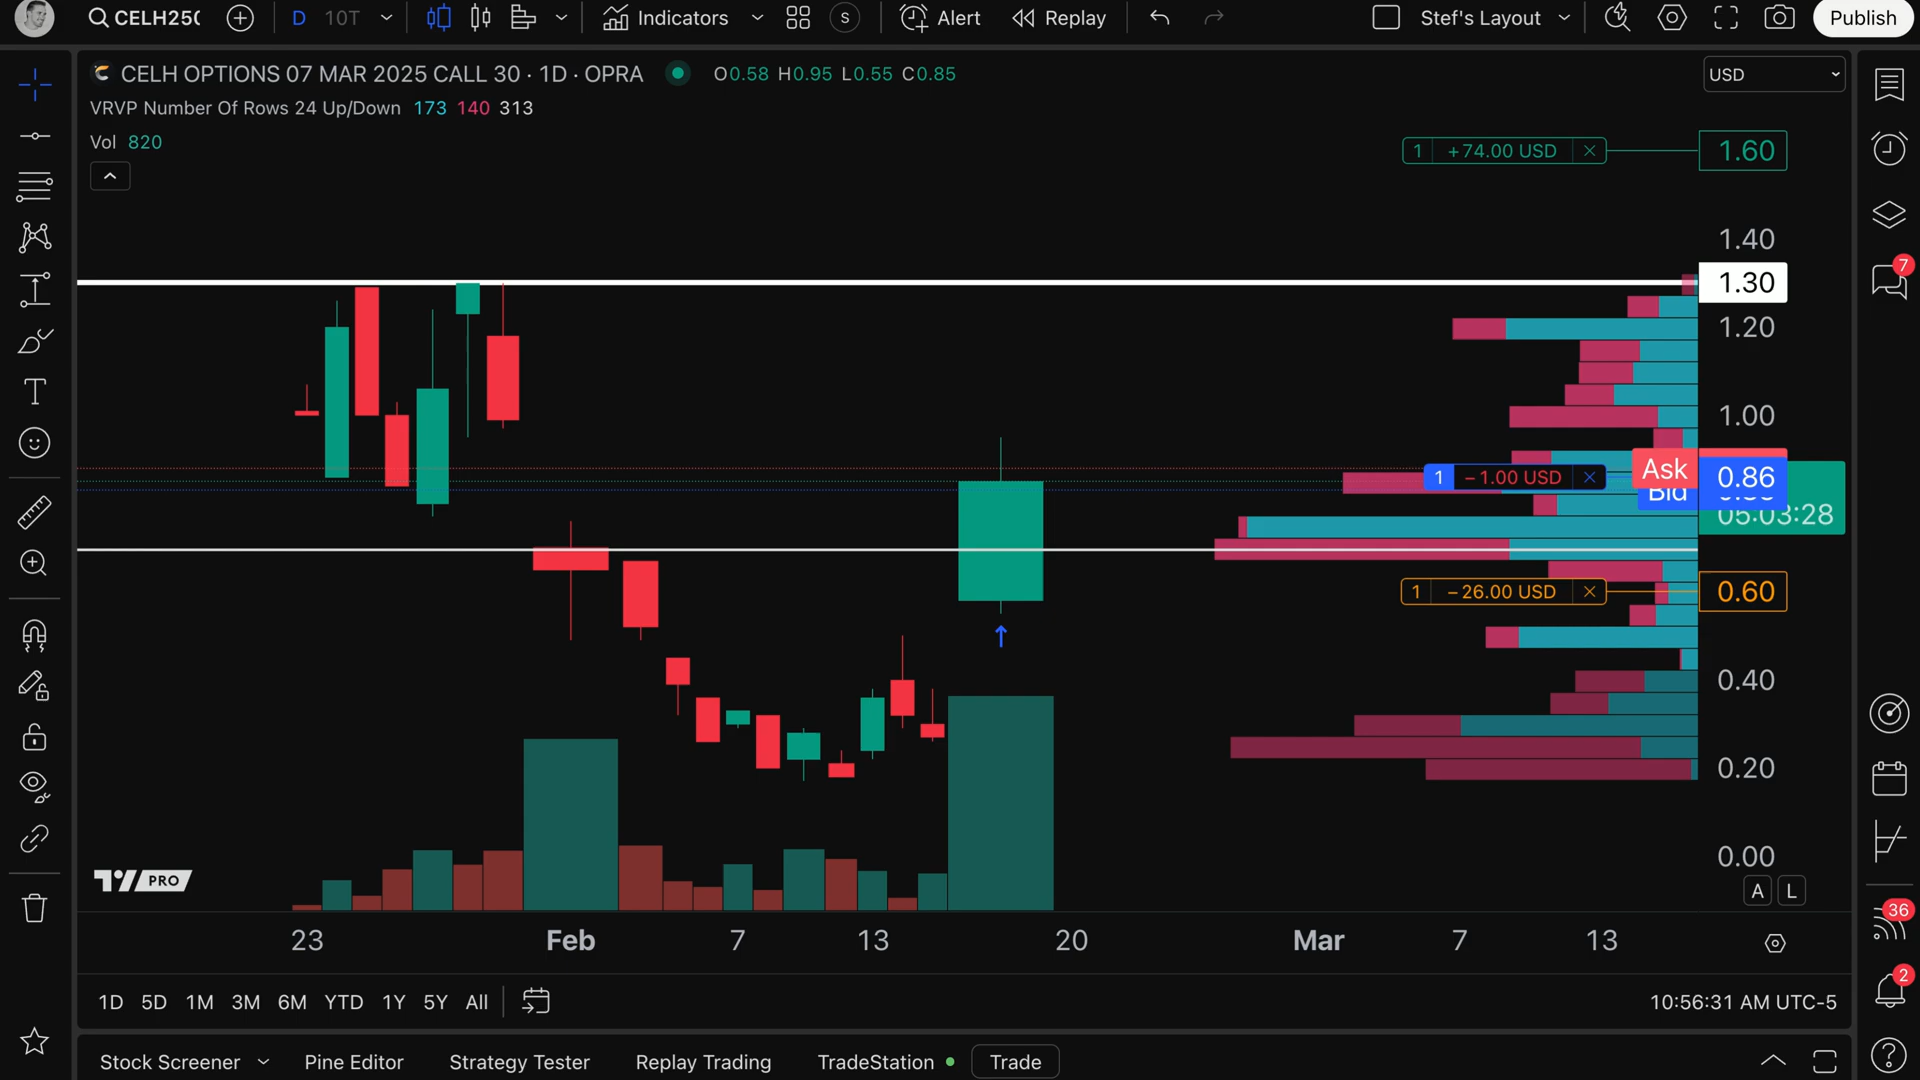 CELH250
D 10T
Indicators
S
Alert
Replay
Stef's Layout
Publish
CELH OPTIONS 07 MAR 2025 CALL 30 · 1D · OPRA
O0.58 H0.95 L0.55 C0.85
USD
VRVP Number Of Rows 24 Up/Down 173 140 313
Vol 820
1 +74.00 USD 1.60
1.40
7
1.30
1.20
1.00
Ask
1 −1.00 USD 0.86
Bid
05:03:28
1 −26.00 USD 0.60
0.40
0.20
0.00
TV PRO
A L
36
23 Feb 7 13 20 Mar 7 13
2
1D 5D 1M 3M 6M YTD 1Y 5Y All
10:56:31 AM UTC-5
Stock Screener Pine Editor Strategy Tester Replay Trading TradeStation Trade